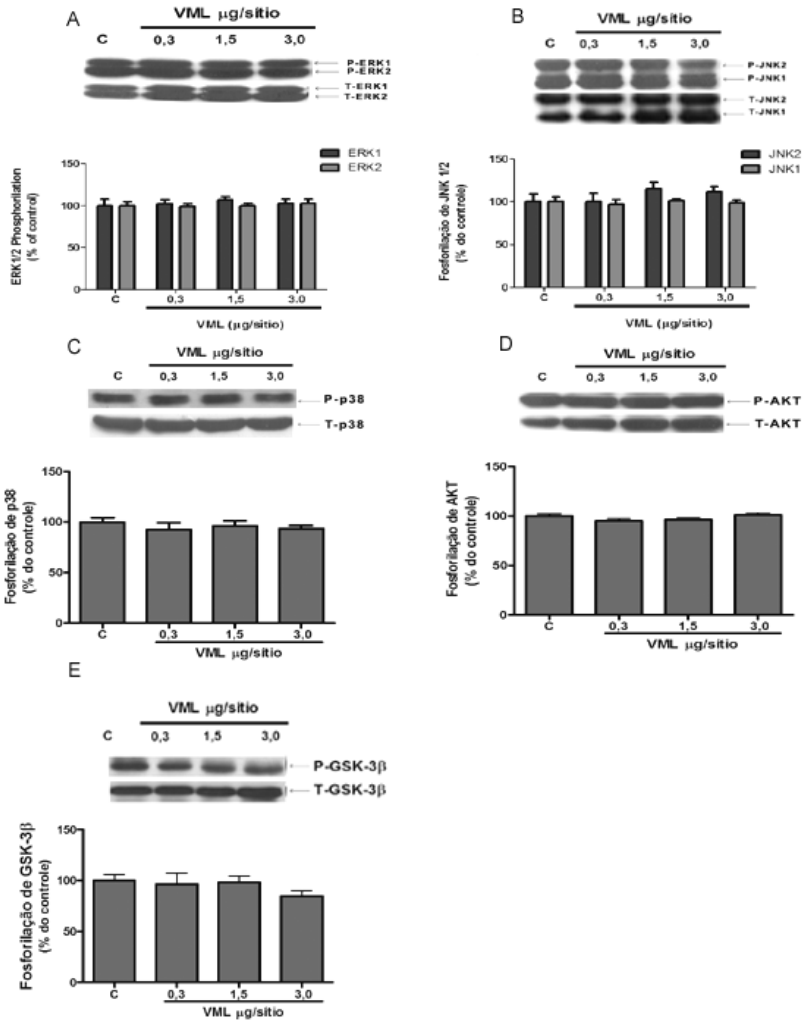 A
VML µg/sitio
C 0,3 1,5 3,0
P-ERK1
P-ERK2
T-ERK1
T-ERK2
150
100
50
0
ERK1/2 Phosphorilation
(% of control)
ERK1
ERK2
C 0,3 1,5 3.0
VML (µg/sitio)
B
VML µg/sitio
C 0,3 1,5 3,0
P-JNK2
P-JNK1
T-JNK2
T-JNK1
150
100
50
0
Fosforilação de JNK 1/2
(% do controle)
JNK2
JNK1
C 0,3 1,5 3,0
VML (µg/sitio)
C
VML µg/sitio
C 0,3 1,5 3,0
P-p38
T-p38
150
100
50
0
Fosforilação de p38
(% do controle)
C 0,3 1,5 3,0
VML µg/sitio
D
VML µg/sitio
C 0,3 1,5 3,0
P-AKT
T-AKT
150
100
50
0
Fosforilação de AKT
(% do controle)
C 0,3 1,5 3,0
VML µg/sitio
E
VML µg/sitio
C 0,3 1,5 3,0
P-GSK-3β
T-GSK-3β
150
100
50
0
Fosforilação de GSK-3β
(% do controle)
C 0,3 1,5 3,0
VML µg/sitio